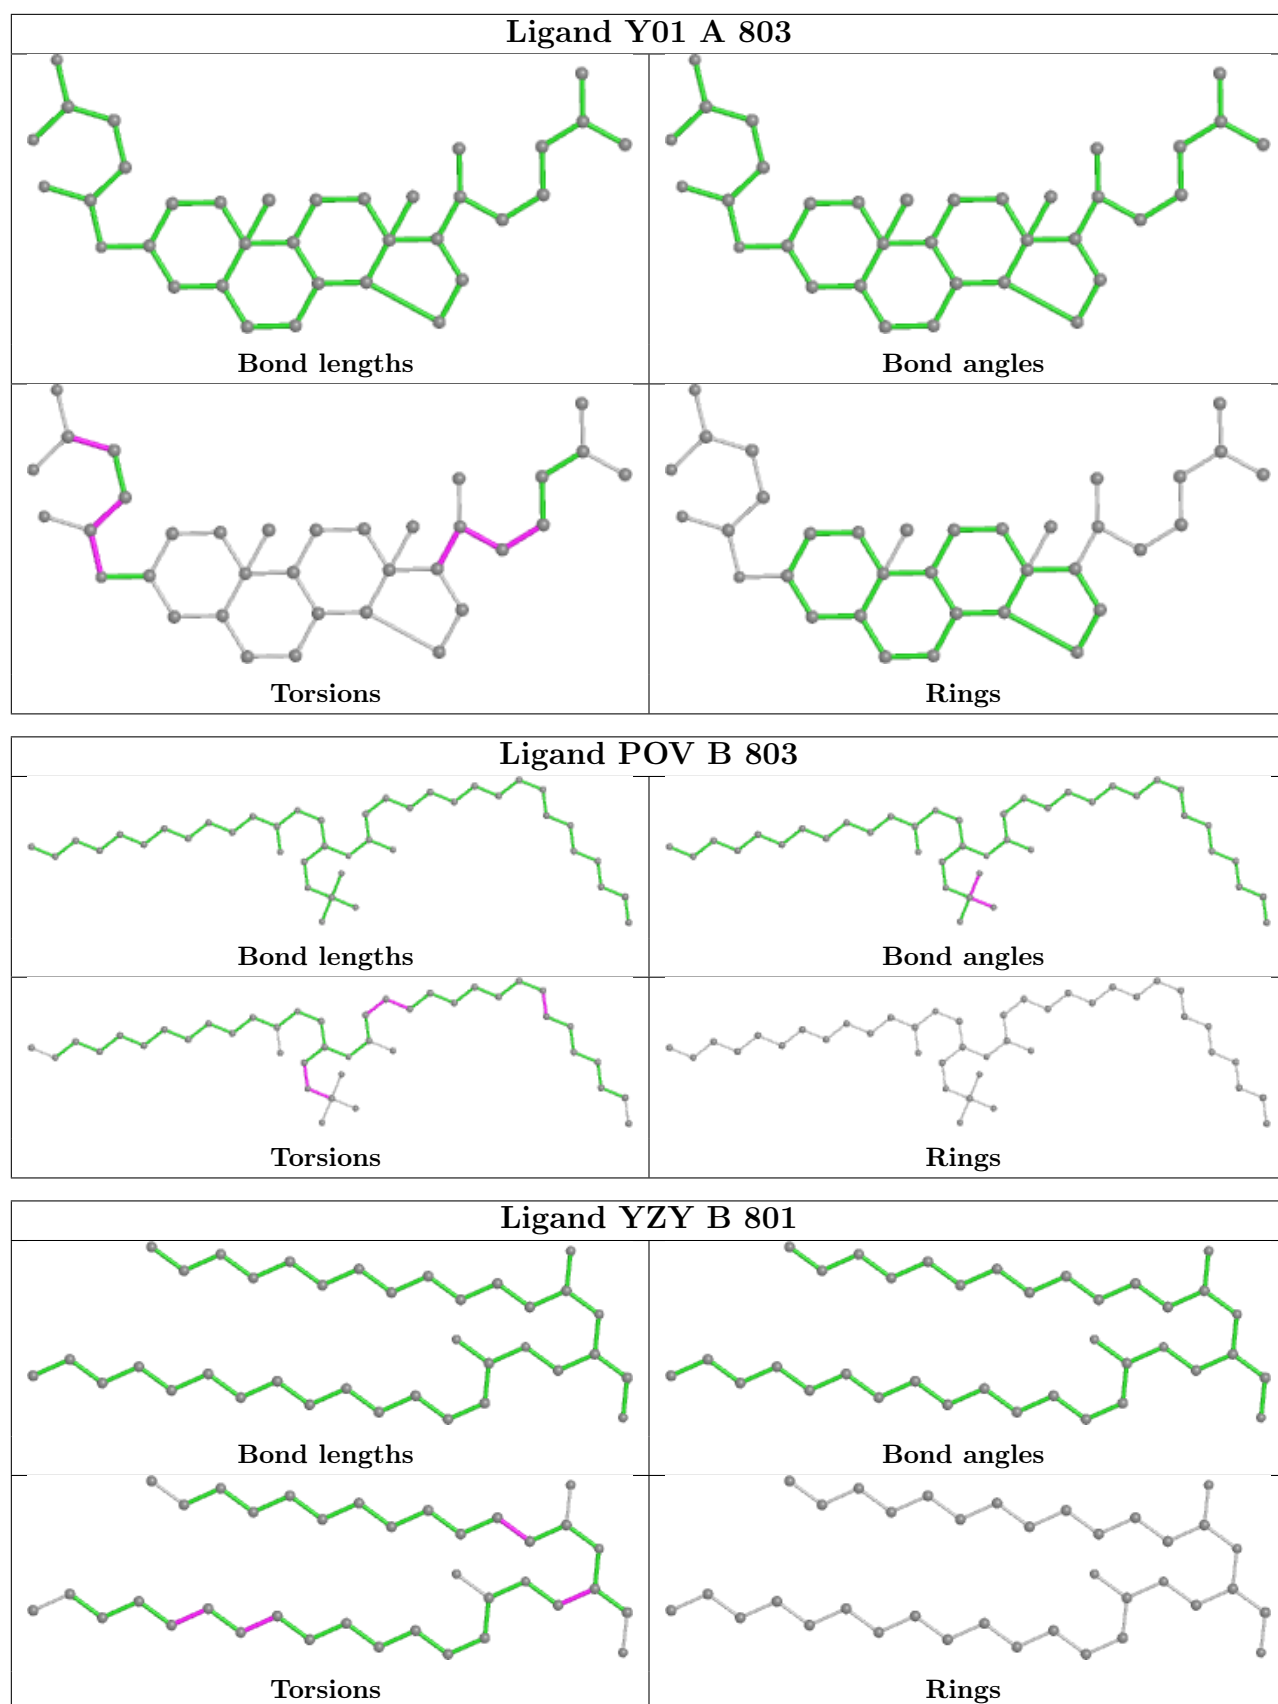 Ligand Y01 A 803
Bond lengths
Bond angles
Torsions
Rings
Ligand POV B 803
Bond lengths
Bond angles
Torsions
Rings
Ligand YZY B 801
Bond lengths
Bond angles
Torsions
Rings